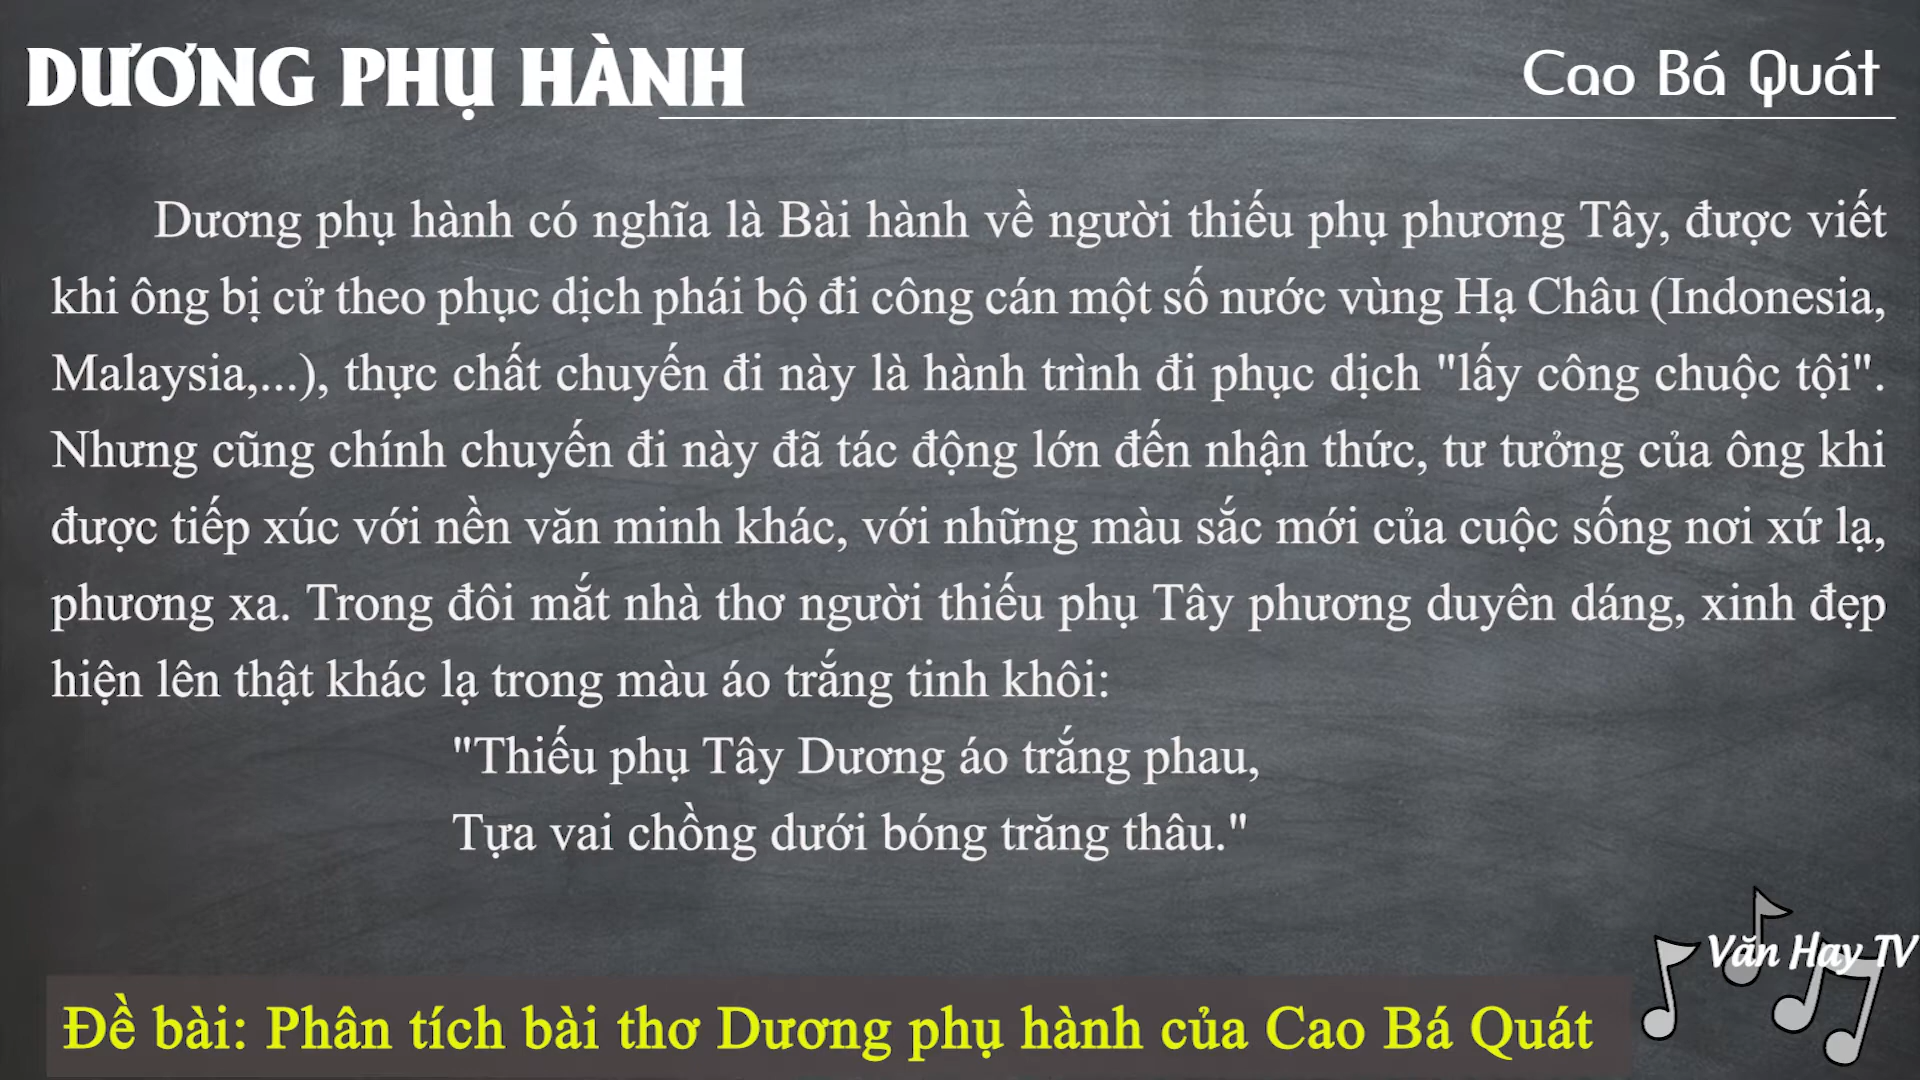 DƯƠNG PHỤ HÀNH
Cao Bá Quát
Dương phụ hành có nghĩa là Bài hành về người thiếu phụ phương Tây, được viết
khi ông bị cử theo phục dịch phái bộ đi công cán một số nước vùng Hạ Châu (Indonesia,
Malaysia,...), thực chất chuyến đi này là hành trình đi phục dịch "lấy công chuộc tội".
Nhưng cũng chính chuyến đi này đã tác động lớn đến nhận thức, tư tưởng của ông khi
được tiếp xúc với nền văn minh khác, với những màu sắc mới của cuộc sống nơi xứ lạ,
phương xa. Trong đôi mắt nhà thơ người thiếu phụ Tây phương duyên dáng, xinh đẹp
hiện lên thật khác lạ trong màu áo trắng tinh khôi:
"Thiếu phụ Tây Dương áo trắng phau,
Tựa vai chồng dưới bóng trăng thâu."
Văn Hay TV
Đề bài: Phân tích bài thơ Dương phụ hành của Cao Bá Quát